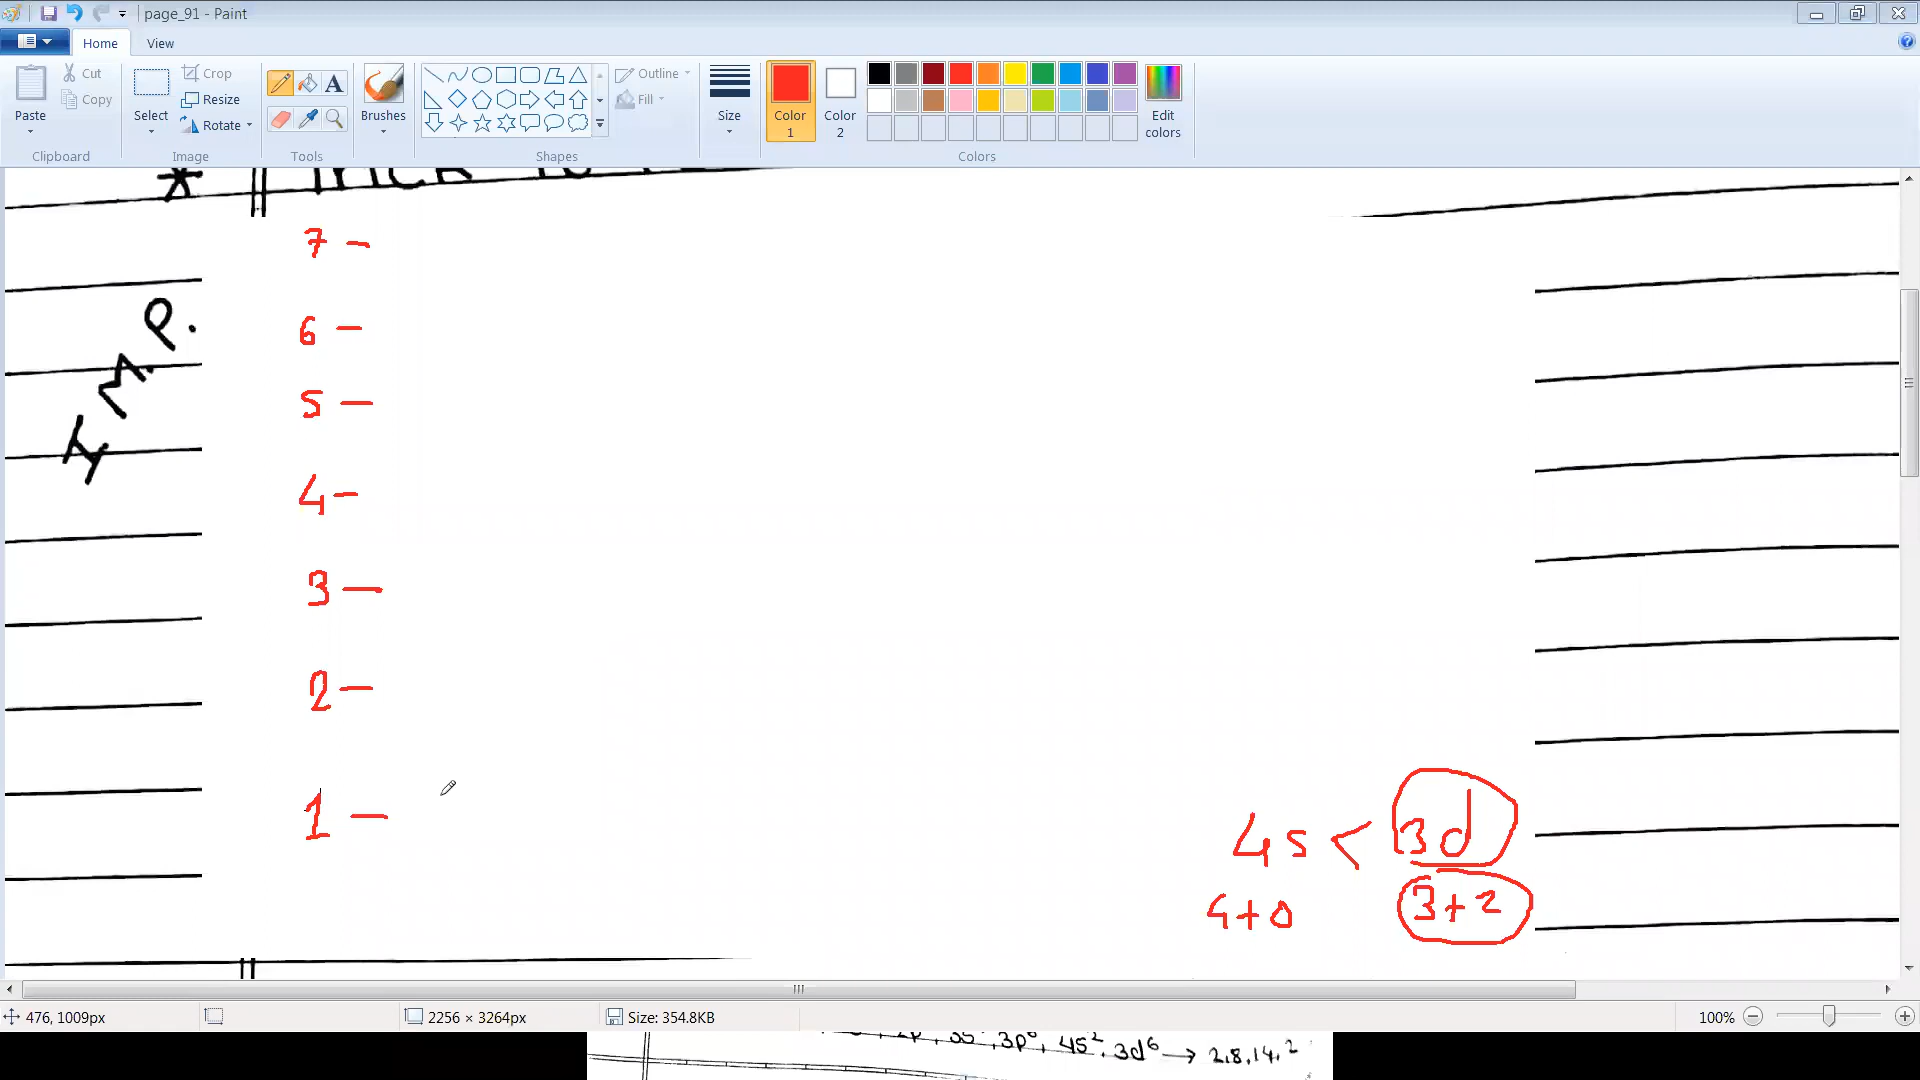 page_91 - Paint
Home View
Paste
Cut
Copy
Clipboard
Select
Crop
Resize
Rotate
Image
A
Tools
Brushes
Outline
Fill
Shapes
Size
Color 1
Color 2
Edit colors
Colors
7 —
I M P.
6 —
5 —
4 —
3 —
2 —
1 —
4s < 3d
4+0 3+2
476, 1009px
2256 × 3264px
Size: 354.8KB
100%
3p⁶, 4s², 3d⁶ → 2,8,14,2